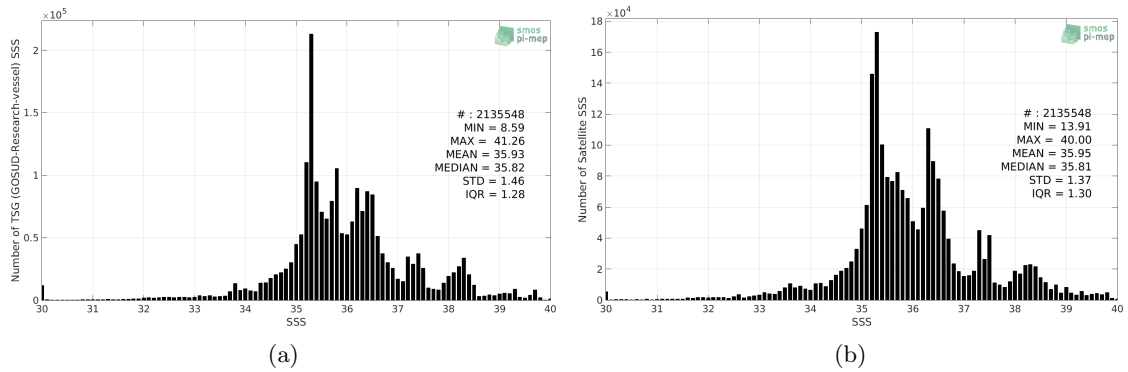 ×10⁵
Number of TSG (GOSUD-Research-vessel) SSS
2
1.5
1
0.5
0
30 31 32 33 34 35 36 37 38 39 40
SSS
smos
pi-mep
# : 2135548
MIN = 8.59
MAX = 41.26
MEAN = 35.93
MEDIAN = 35.82
STD = 1.46
IQR = 1.28
(a)
×10⁴
Number of Satellite SSS
18
16
14
12
10
8
6
4
2
0
30 31 32 33 34 35 36 37 38 39 40
SSS
smos
pi-mep
# : 2135548
MIN = 13.91
MAX = 40.00
MEAN = 35.95
MEDIAN = 35.81
STD = 1.37
IQR = 1.30
(b)